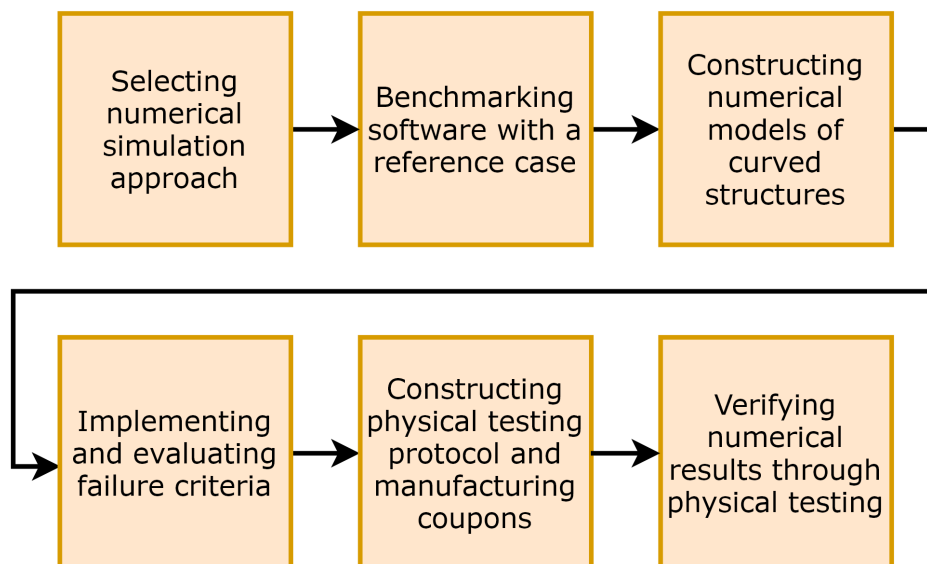 Selecting
numerical
simulation
approach
Benchmarking
software with a
reference case
Constructing
numerical
models of
curved
structures
Implementing
and evaluating
failure criteria
Constructing
physical testing
protocol and
manufacturing
coupons
Verifying
numerical
results through
physical testing